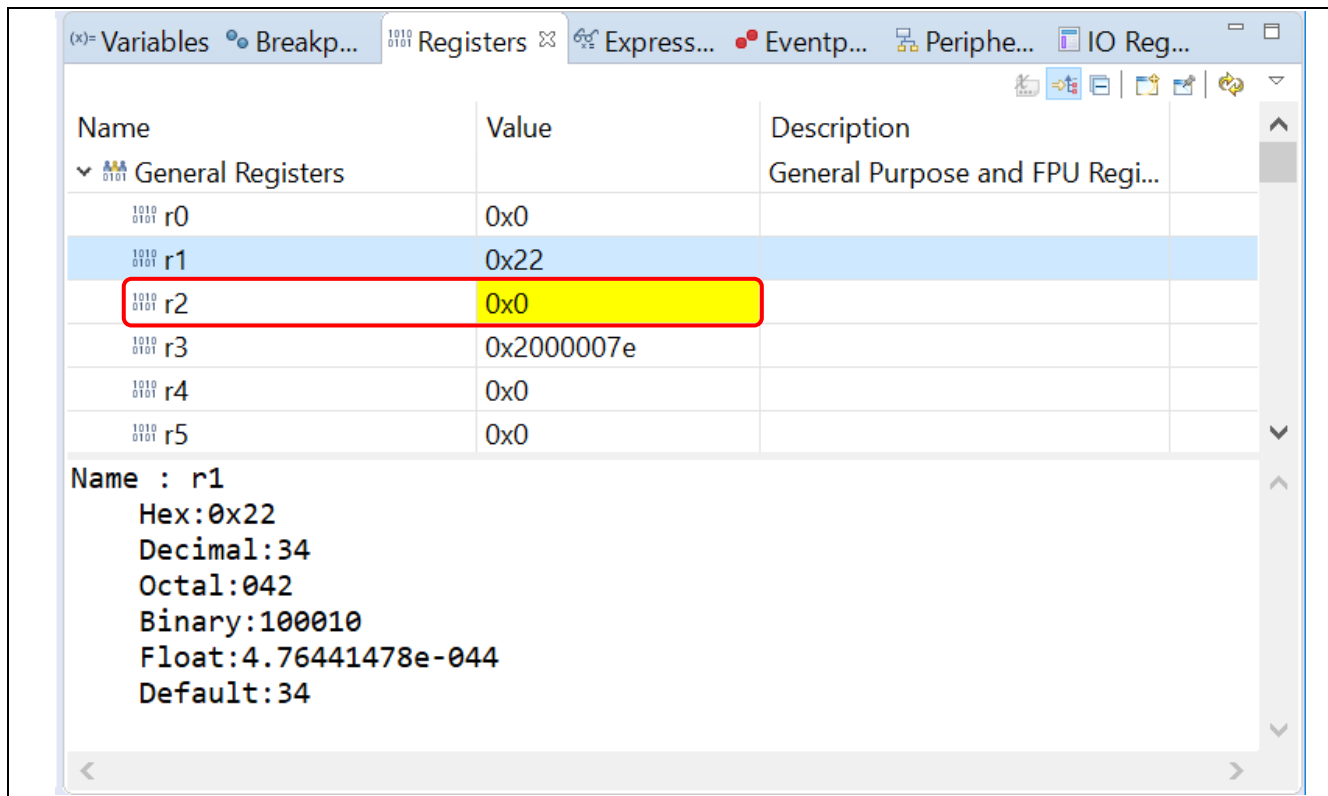 (x)= Variables Breakp... Registers Express... Eventp... Periphe... IO Reg...
Name Value Description
General Registers General Purpose and FPU Regi...
r0 0x0
r1 0x22
r2 0x0
r3 0x2000007e
r4 0x0
r5 0x0
Name : r1
Hex:0x22
Decimal:34
Octal:042
Binary:100010
Float:4.76441478e-044
Default:34